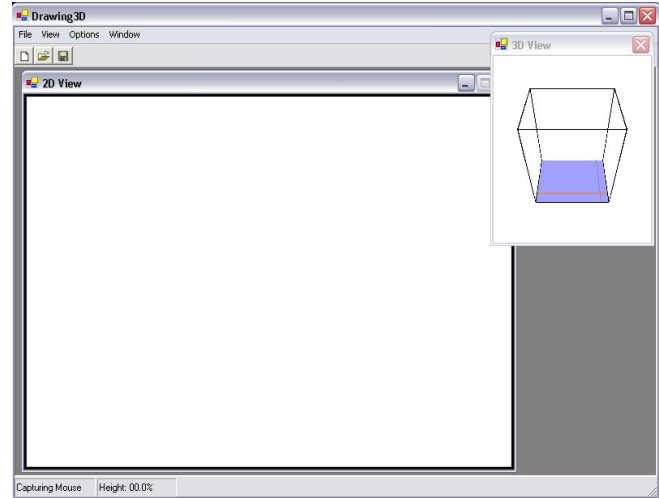 Drawing3D
File View Options Window
3D View
2D View
Capturing Mouse Height: 00.0%